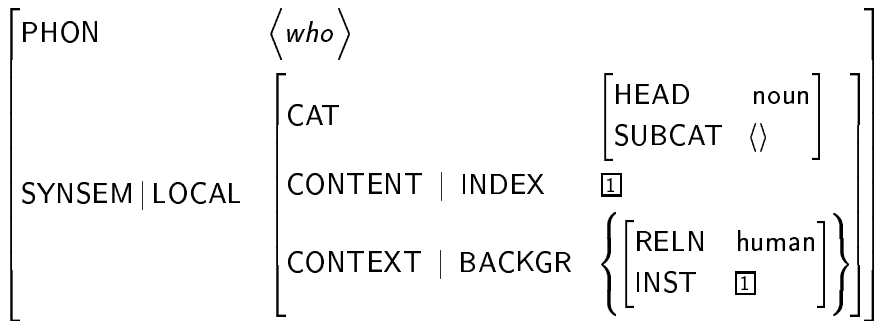 PHON ⟨who⟩
CAT [HEAD noun
SUBCAT ⟨⟩]
SYNSEM | LOCAL
CONTENT | INDEX 1
CONTEXT | BACKGR {[RELN human
INST 1]}